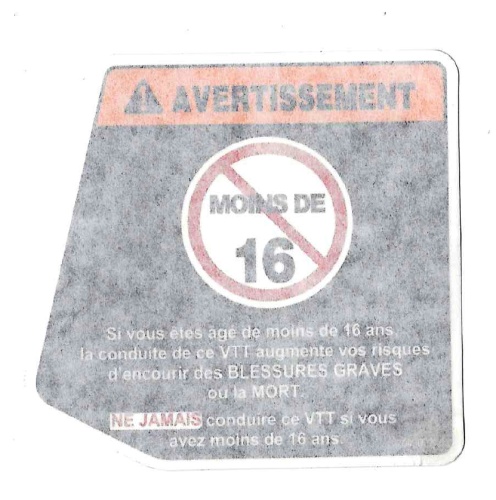 AVERTISSEMENT
MOINS DE
16
Si vous êtes âgé de moins de 16 ans,
la conduite de ce VTT augmente vos risques
d'encourir des BLESSURES GRAVES
ou la MORT.
NE JAMAIS conduire ce VTT si vous
avez moins de 16 ans.